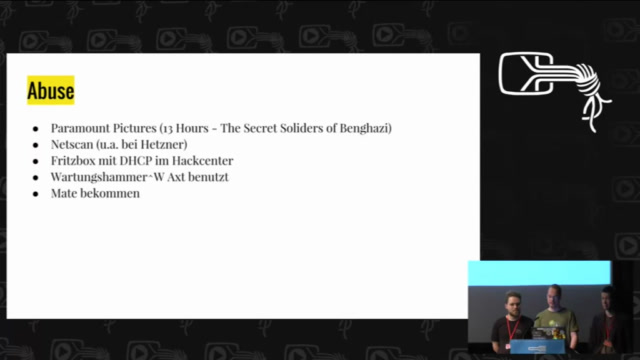 Abuse
Paramount Pictures (13 Hours - The Secret Soliders of Benghazi)
Netscan (u.a. bei Hetzner)
Fritzbox mit DHCP im Hackcenter
Wartungshammer^W Axt benutzt
Mate bekommen